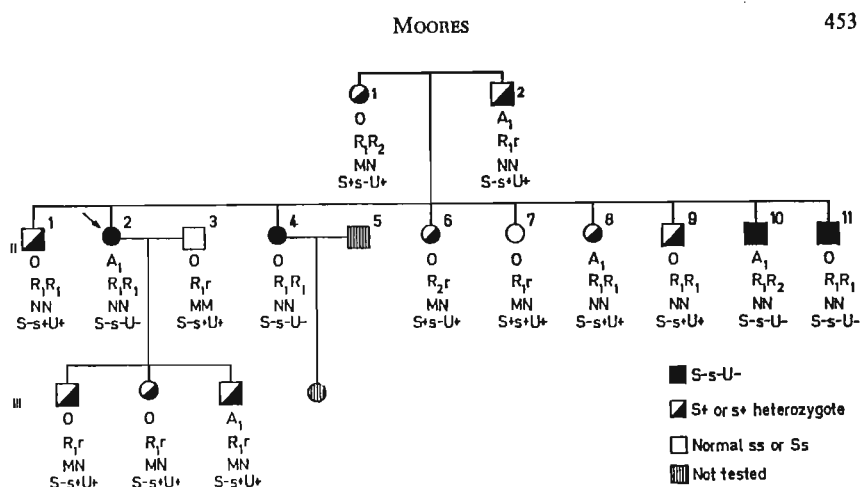 MOORES 453
1 2
O A₁
R₁R₂ R₁r
MN NN
S+s-U+ S-s+U+
II 1 2 3 4 5 6 7 8 9 10 11
O A₁ O O O O A₁ O A₁ O
R₁R₁ R₁R₁ R₁r R₁R₁ R₂r R₁r R₁R₁ R₁R₁ R₁R₂ R₁R₁
NN NN MM NN MN MN NN NN NN NN
S-s+U+ S-s-U- S-s+U+ S-s-U- S+s-U+ S+s+U+ S-s+U+ S-s+U+ S-s-U- S-s-U-
S-s-U-
III
S+ or s+ heterozygote
O O A₁
R₁r R₁r R₁r
Normal ss or Ss
MN MN MN
S-s+U+ S-s+U+ S-s+U+
Not tested